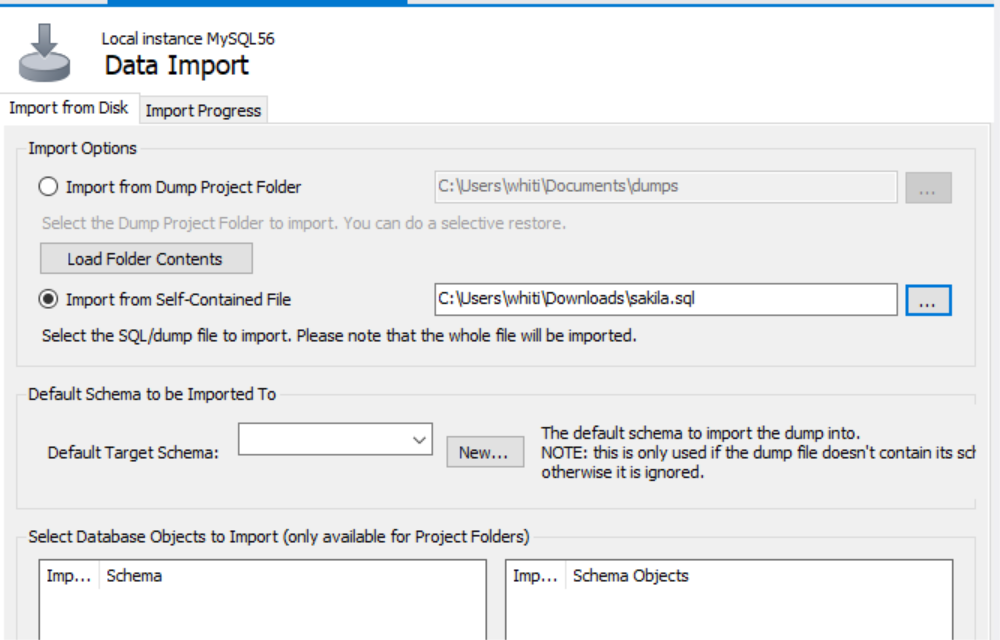 Local instance MySQL56
Data Import
Import from Disk
Import Progress
Import Options
Import from Dump Project Folder
C:\Users\whiti\Documents\dumps
...
Select the Dump Project Folder to import. You can do a selective restore.
Load Folder Contents
Import from Self-Contained File
C:\Users\whiti\Downloads\sakila.sql
...
Select the SQL/dump file to import. Please note that the whole file will be imported.
Default Schema to be Imported To
Default Target Schema:
New...
The default schema to import the dump into.
NOTE: this is only used if the dump file doesn't contain its sch
otherwise it is ignored.
Select Database Objects to Import (only available for Project Folders)
Imp... Schema
Imp... Schema Objects